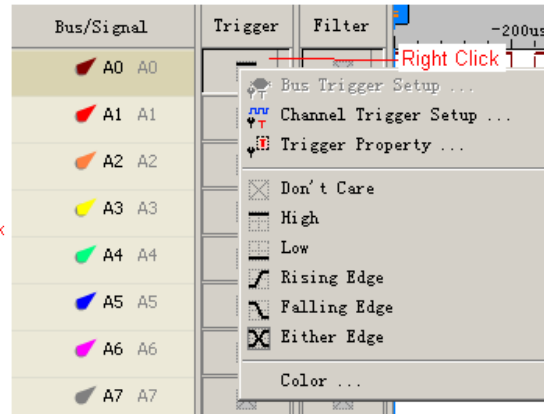 Bus/Signal Trigger Filter -200us
Right Click
A0 A0
Bus Trigger Setup ...
A1 A1
Channel Trigger Setup ...
Trigger Property ...
A2 A2
Don't Care
A3 A3
High
A4 A4
Low
Rising Edge
A5 A5
Falling Edge
A6 A6
Either Edge
A7 A7
Color ...